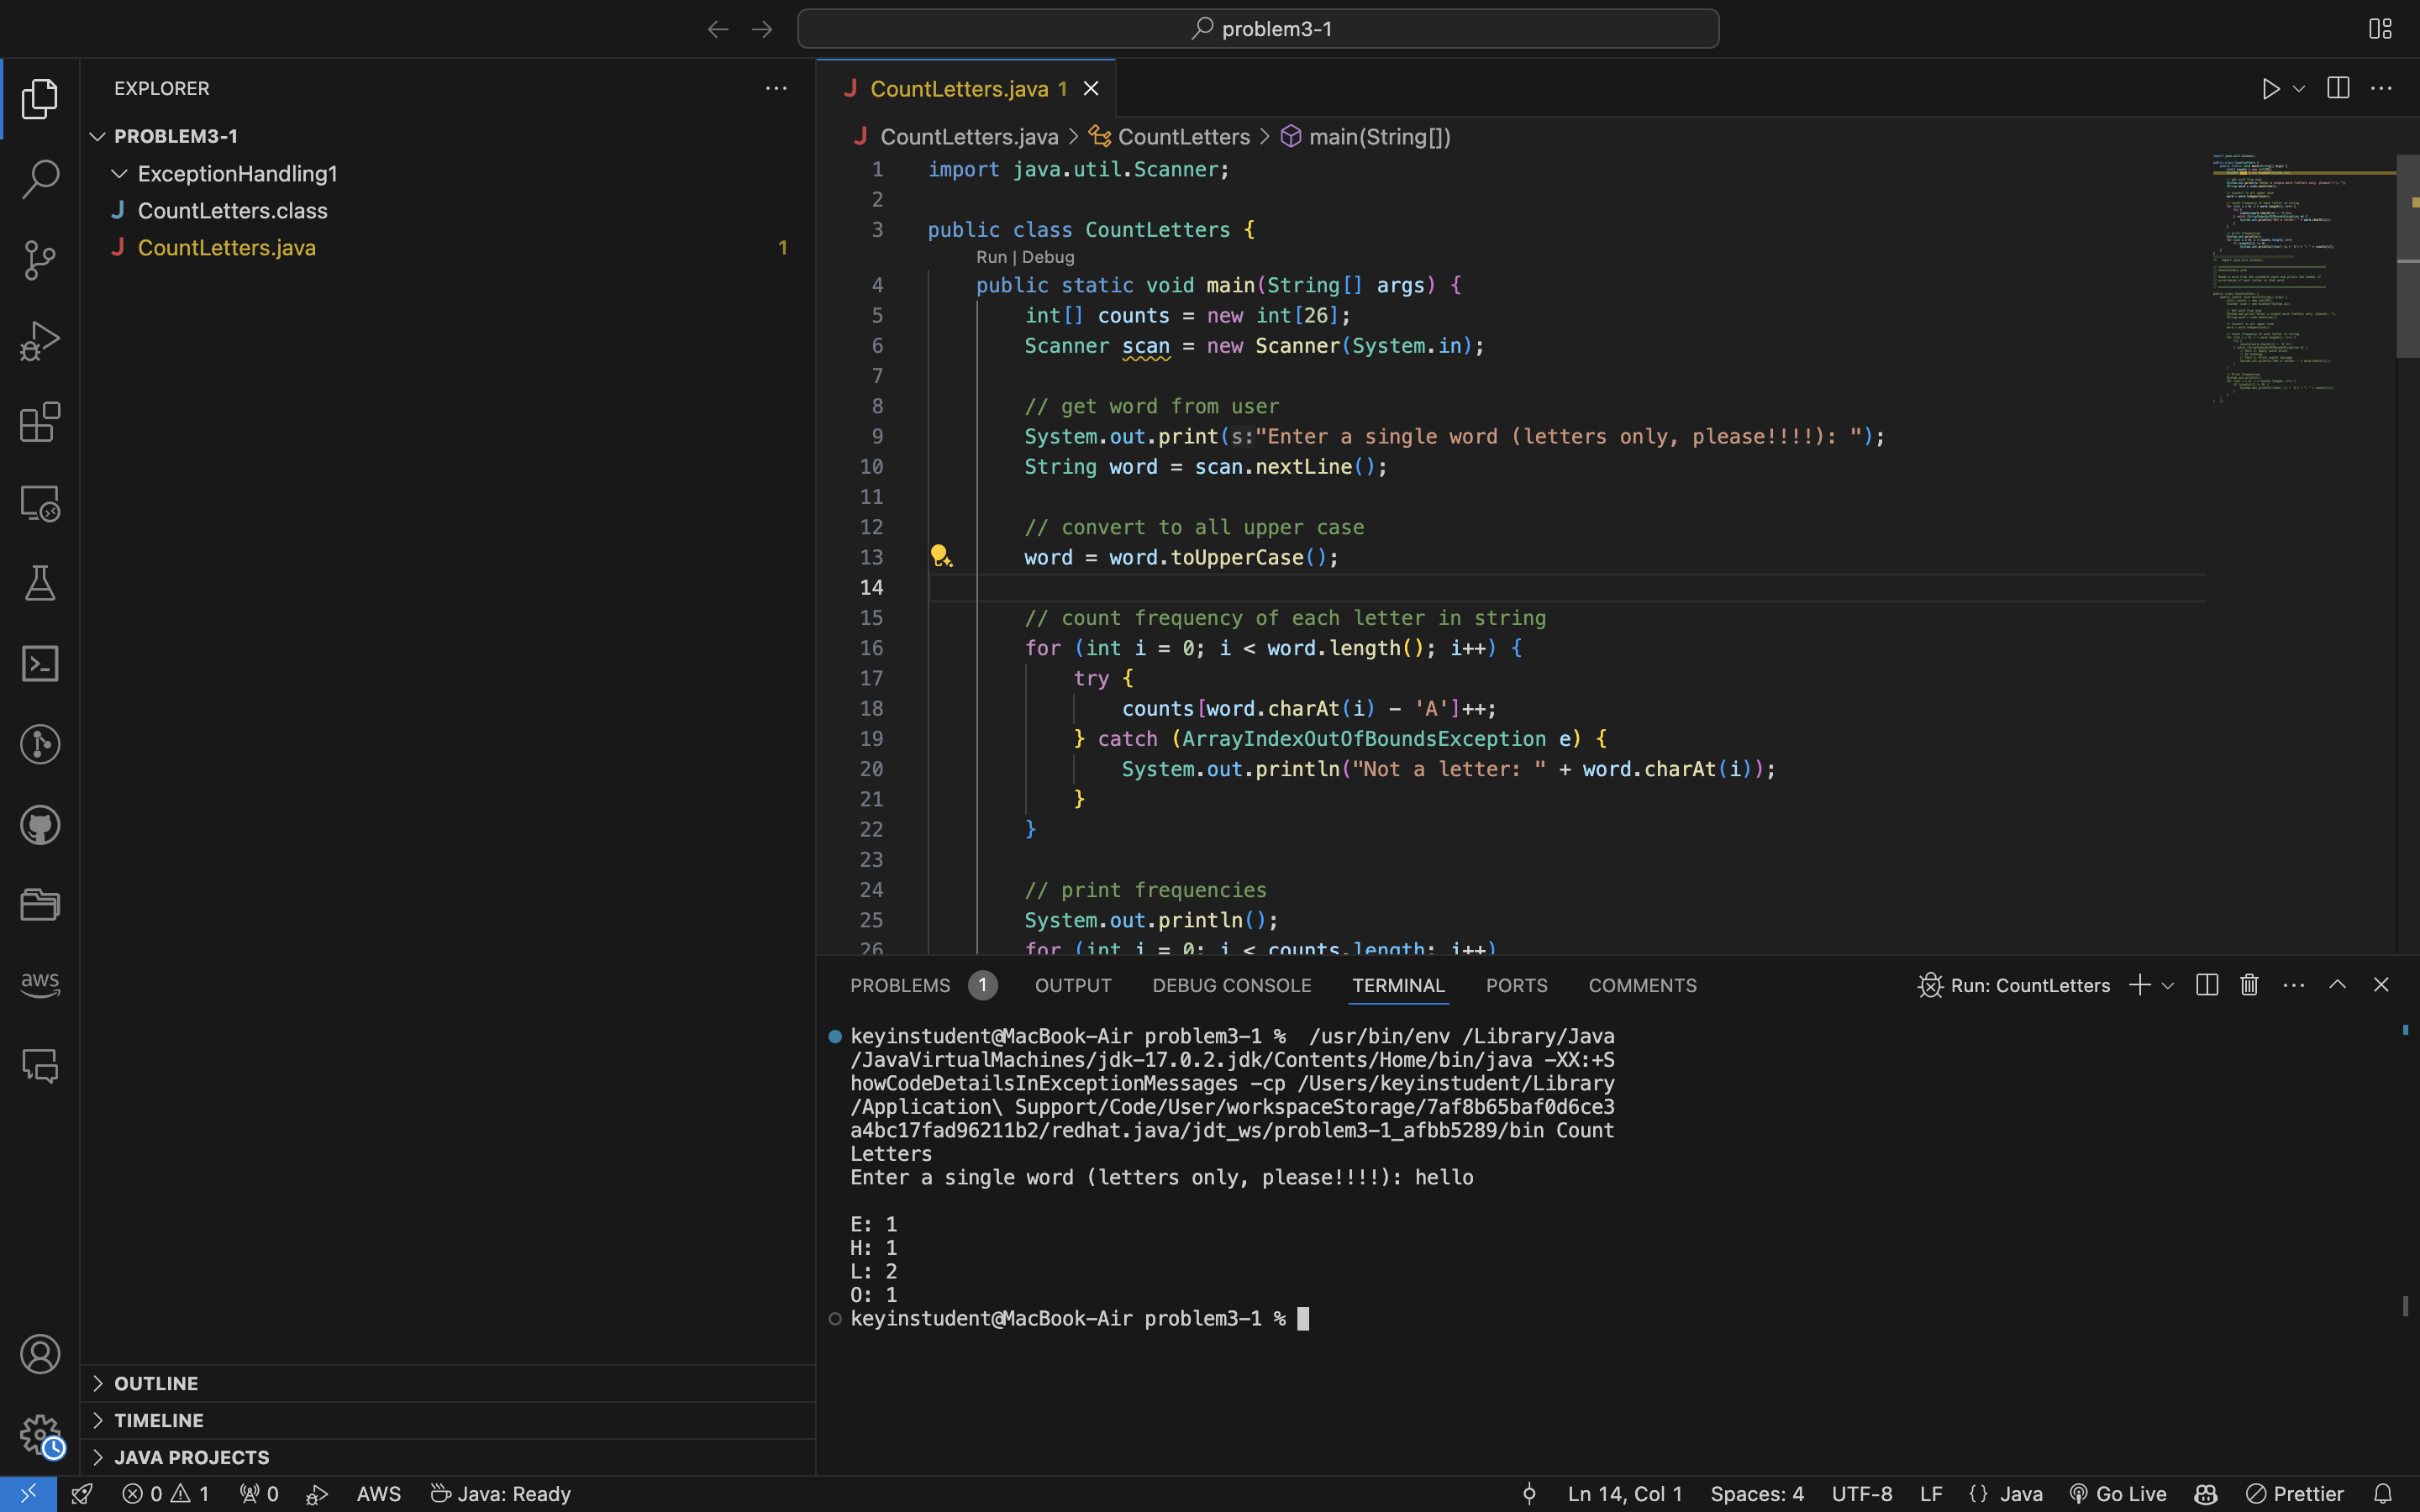 problem3-1
EXPLORER
PROBLEM3-1
ExceptionHandling1
CountLetters.class
CountLetters.java 1
OUTLINE
TIMELINE
JAVA PROJECTS
aws
CountLetters.java 1
CountLetters.java > CountLetters > main(String[])
1 import java.util.Scanner;
2
3 public class CountLetters {
Run | Debug
4 public static void main(String[] args) {
5 int[] counts = new int[26];
6 Scanner scan = new Scanner(System.in);
7
8 // get word from user
9 System.out.print(s:"Enter a single word (letters only, please!!!!): ");
10 String word = scan.nextLine();
11
12 // convert to all upper case
13 word = word.toUpperCase();
14
15 // count frequency of each letter in string
16 for (int i = 0; i < word.length(); i++) {
17 try {
18 counts[word.charAt(i) - 'A']++;
19 } catch (ArrayIndexOutOfBoundsException e) {
20 System.out.println("Not a letter: " + word.charAt(i));
21 }
22 }
23
24 // print frequencies
25 System.out.println();
26 for (int i = 0; i < counts.length; i++)
PROBLEMS 1 OUTPUT DEBUG CONSOLE TERMINAL PORTS COMMENTS Run: CountLetters
keyinstudent@MacBook-Air problem3-1 % /usr/bin/env /Library/Java
/JavaVirtualMachines/jdk-17.0.2.jdk/Contents/Home/bin/java -XX:+S
howCodeDetailsInExceptionMessages -cp /Users/keyinstudent/Library
/Application\ Support/Code/User/workspaceStorage/7af8b65baf0d6ce3
a4bc17fad96211b2/redhat.java/jdt_ws/problem3-1_afbb5289/bin Count
Letters
Enter a single word (letters only, please!!!!): hello
E: 1
H: 1
L: 2
O: 1
keyinstudent@MacBook-Air problem3-1 %
0 1 0 AWS Java: Ready Ln 14, Col 1 Spaces: 4 UTF-8 LF {} Java Go Live Prettier